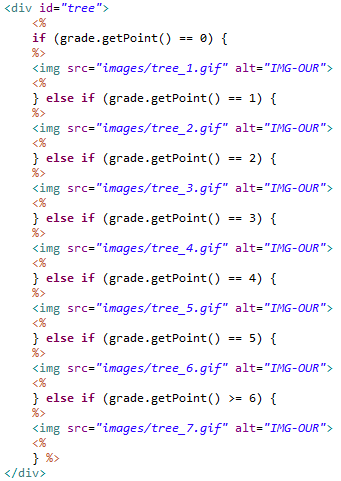 <div id="tree">
<%
if (grade.getPoint() == 0) {
%>
<img src="images/tree_1.gif" alt="IMG-OUR">
<%
} else if (grade.getPoint() == 1) {
%>
<img src="images/tree_2.gif" alt="IMG-OUR">
<%
} else if (grade.getPoint() == 2) {
%>
<img src="images/tree_3.gif" alt="IMG-OUR">
<%
} else if (grade.getPoint() == 3) {
%>
<img src="images/tree_4.gif" alt="IMG-OUR">
<%
} else if (grade.getPoint() == 4) {
%>
<img src="images/tree_5.gif" alt="IMG-OUR">
<%
} else if (grade.getPoint() == 5) {
%>
<img src="images/tree_6.gif" alt="IMG-OUR">
<%
} else if (grade.getPoint() >= 6) {
%>
<img src="images/tree_7.gif" alt="IMG-OUR">
<%
} %>
</div>